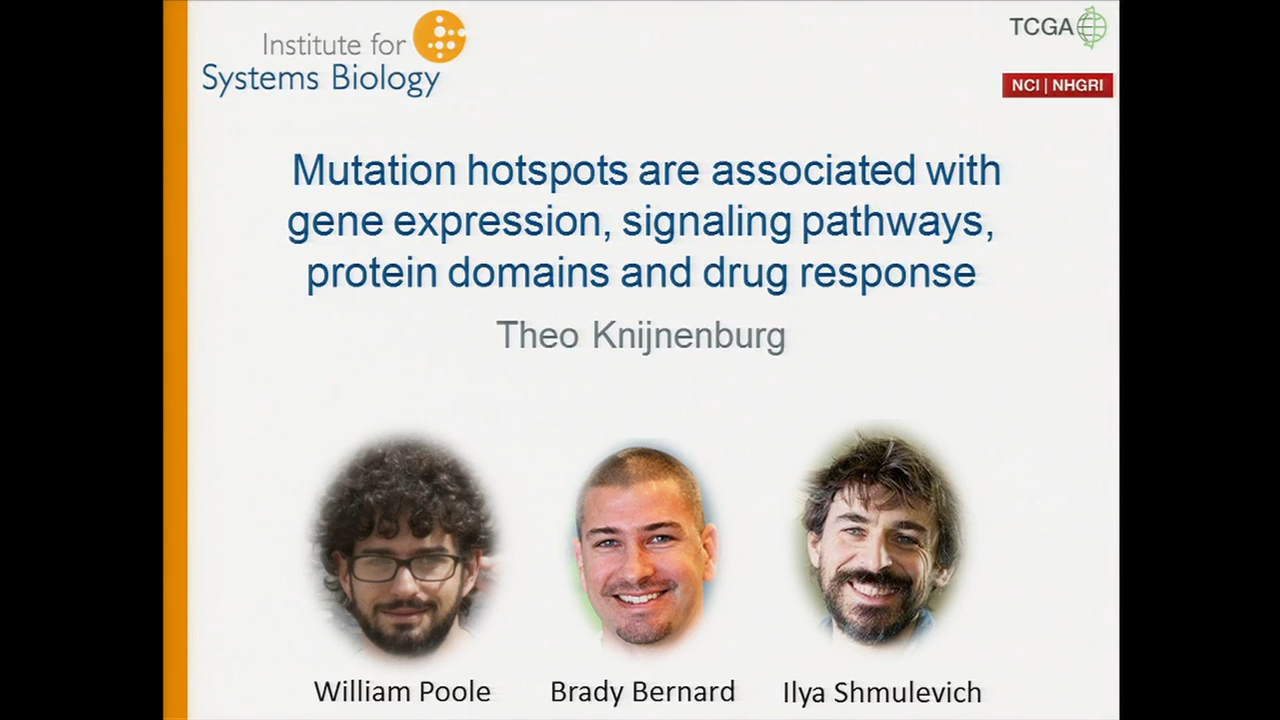 Institute for
Systems Biology
TCGA
NCI | NHGRI
Mutation hotspots are associated with
gene expression, signaling pathways,
protein domains and drug response
Theo Knijnenburg
William Poole
Brady Bernard
Ilya Shmulevich